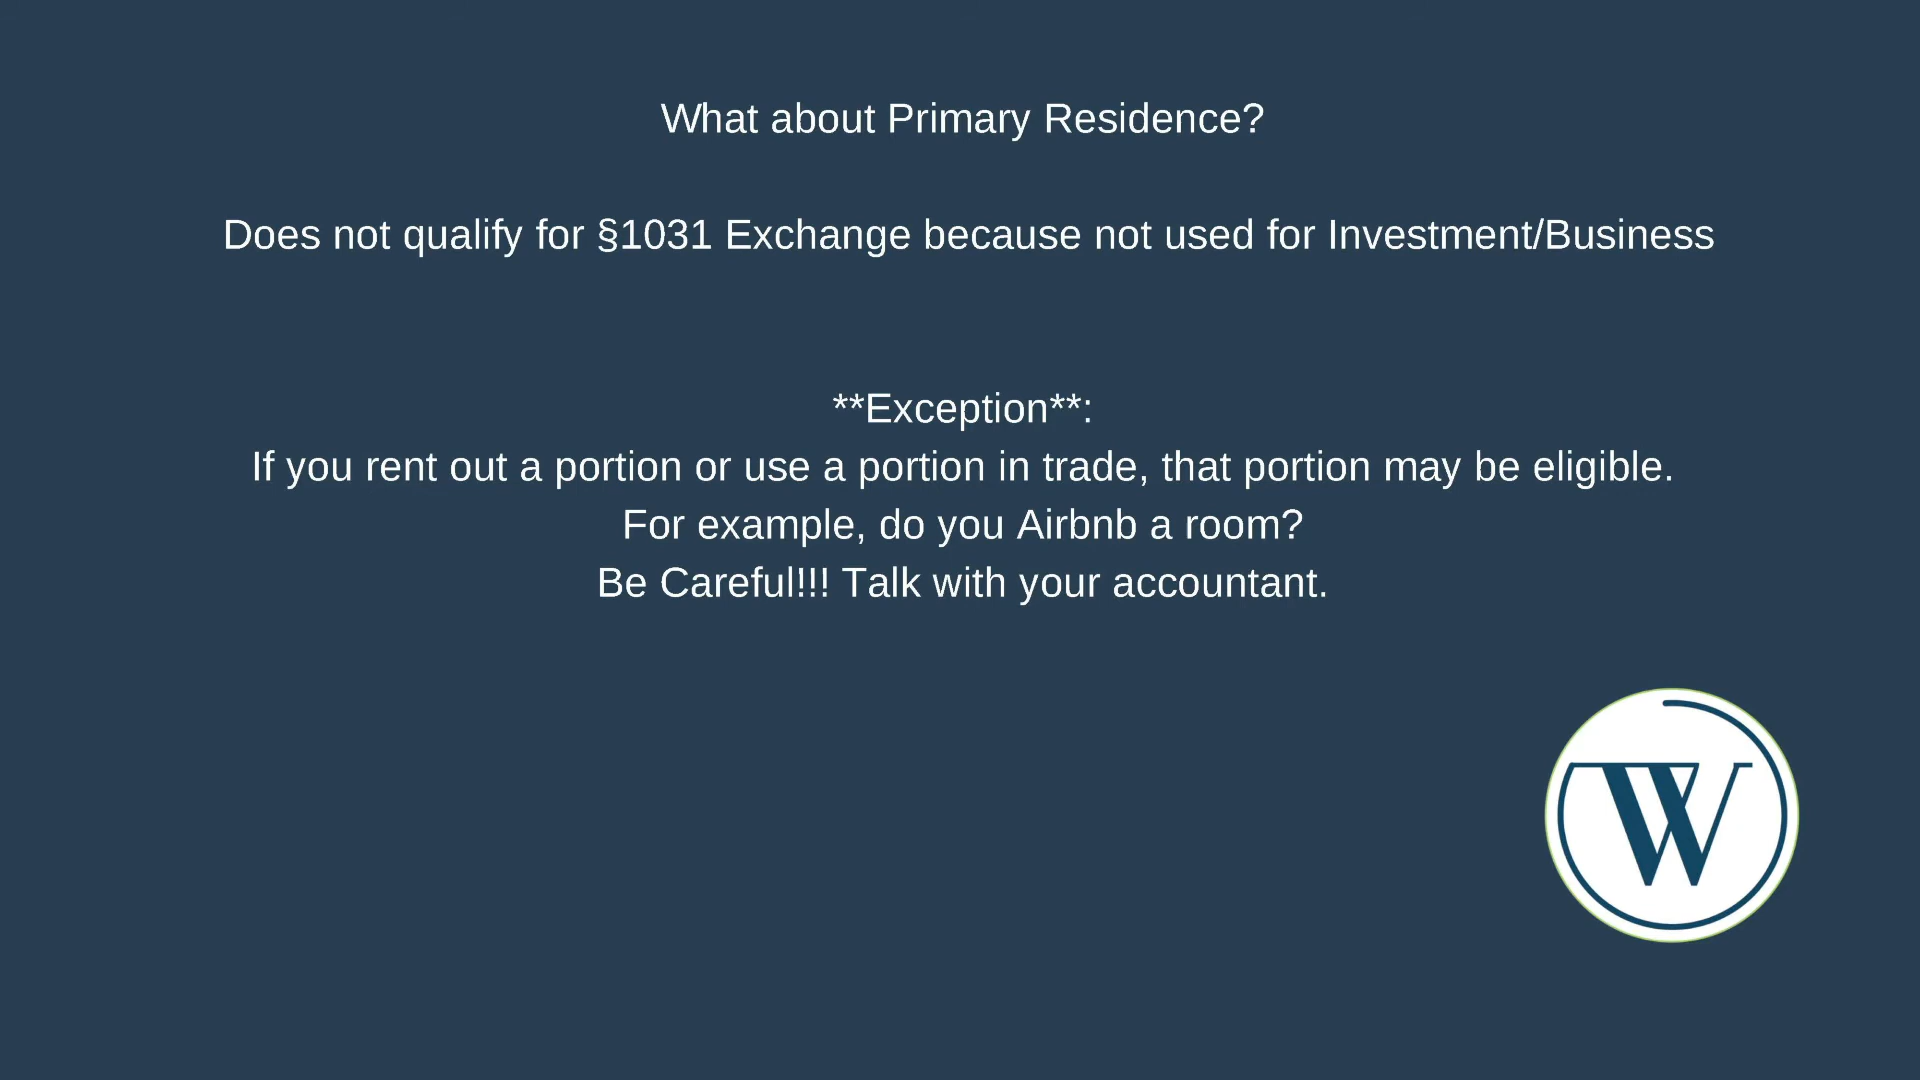 What about Primary Residence?
Does not qualify for §1031 Exchange because not used for Investment/Business
**Exception**:
If you rent out a portion or use a portion in trade, that portion may be eligible.
For example, do you Airbnb a room?
Be Careful!!! Talk with your accountant.
W